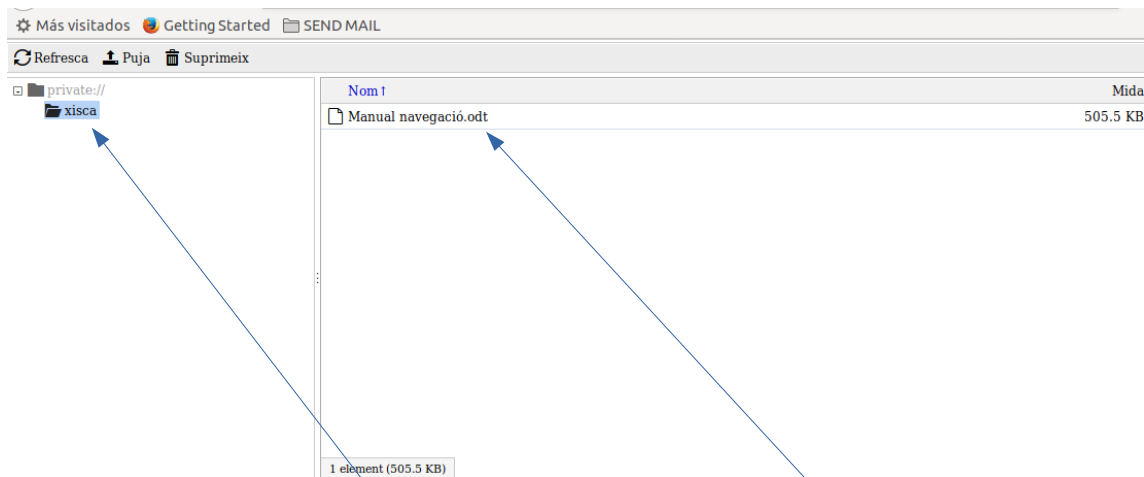 Más visitados Getting Started SEND MAIL
Refresca Puja Suprimeix
private://
xisca
Nom↑ Mida
Manual navegació.odt 505.5 KB
1 element (505.5 KB)